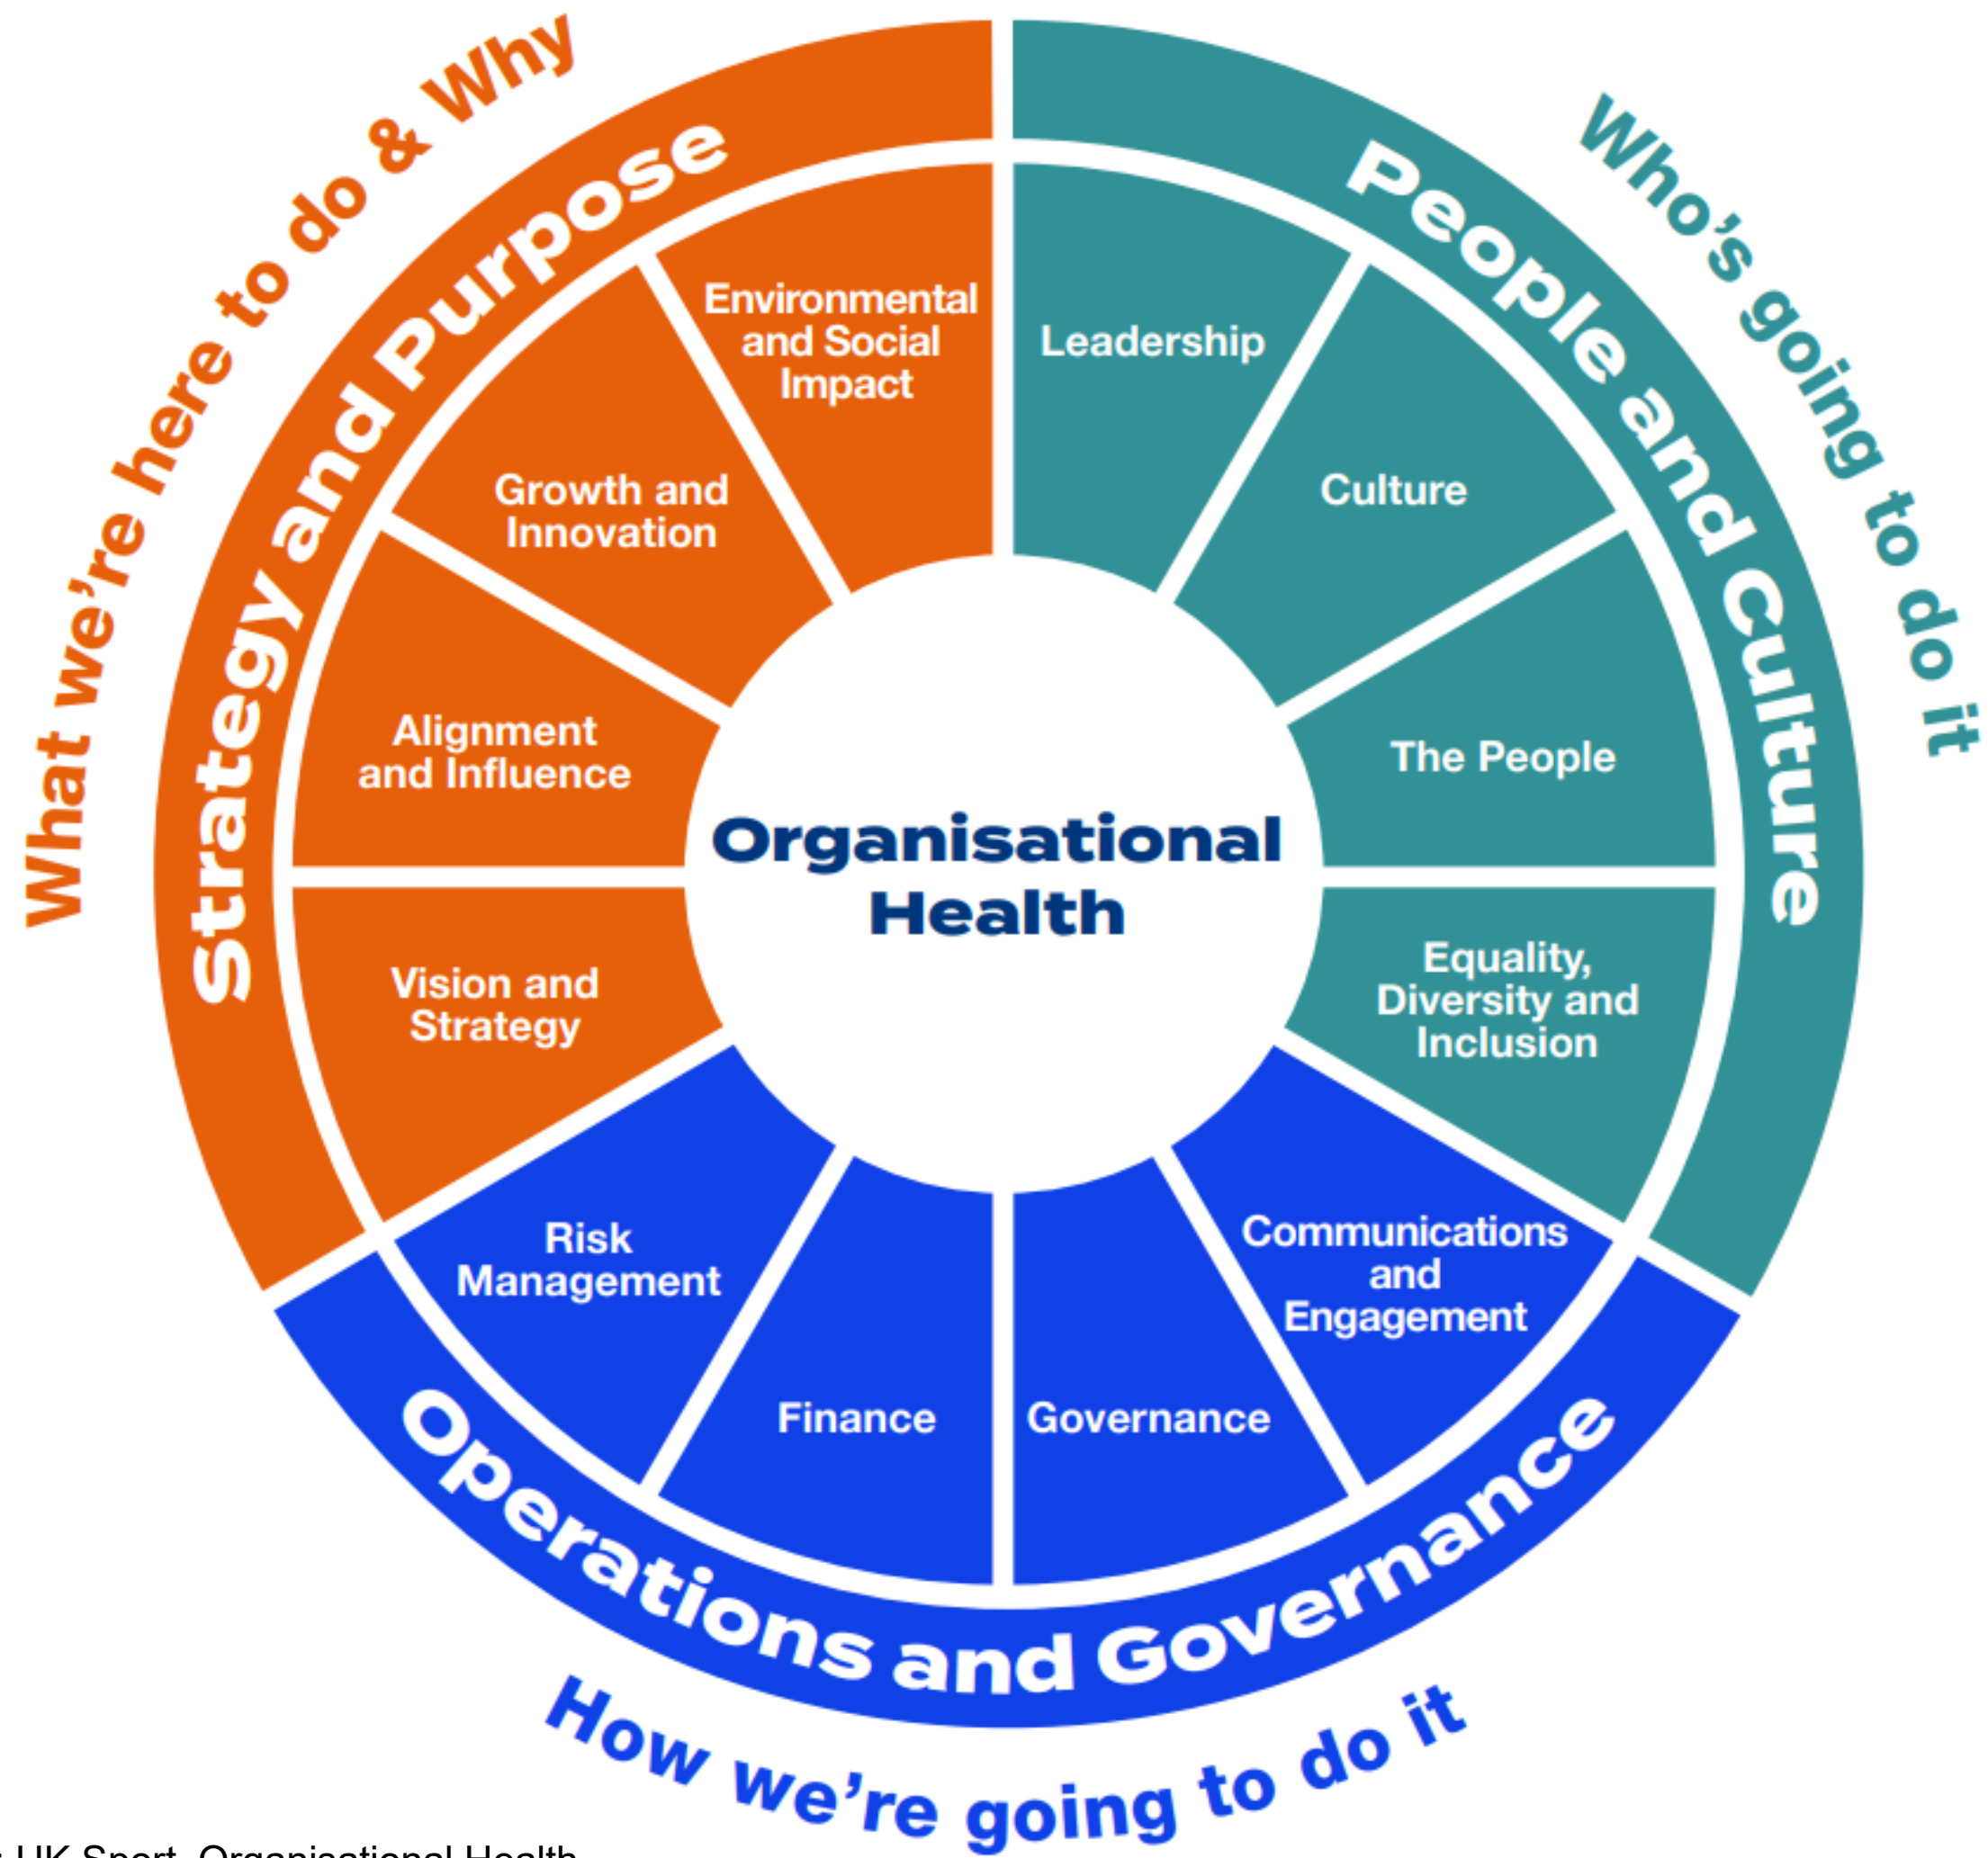 What we're here to do & Why
Strategy and Purpose
Environmental
and Social
Impact
Growth and
Innovation
Alignment
and Influence
Vision and
Strategy
Who's going to do it
People and Culture
Leadership
Culture
The People
Equality,
Diversity and
Inclusion
Organisational
Health
Risk
Management
Finance
Governance
Communications
and
Engagement
Operations and Governance
How we're going to do it
: UK Sport, Organisational Health